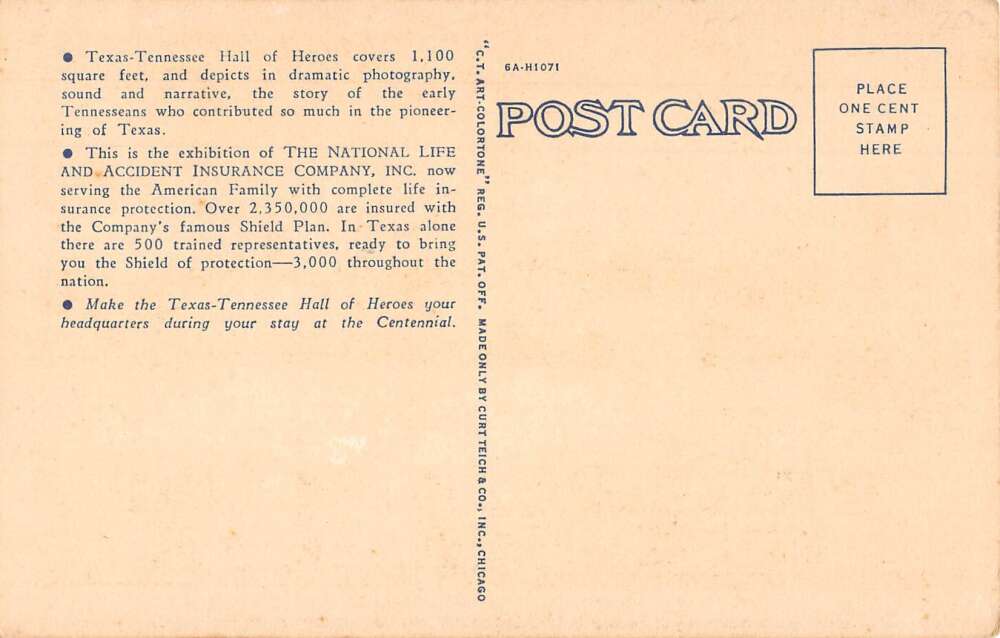 ● Texas-Tennessee Hall of Heroes covers 1,100
square feet, and depicts in dramatic photography,
sound and narrative, the story of the early
Tennesseans who contributed so much in the pioneer-
ing of Texas.
● This is the exhibition of THE NATIONAL LIFE
AND ACCIDENT INSURANCE COMPANY, INC. now
serving the American Family with complete life in-
surance protection. Over 2,350,000 are insured with
the Company's famous Shield Plan. In Texas alone
there are 500 trained representatives, ready to bring
you the Shield of protection—3,000 throughout the
nation.
● Make the Texas-Tennessee Hall of Heroes your
headquarters during your stay at the Centennial.
"C.T. ART-COLORTONE" REG. U.S. PAT. OFF. MADE ONLY BY CURT TEICH & CO., INC., CHICAGO
6A-H1071
POST CARD
PLACE
ONE CENT
STAMP
HERE